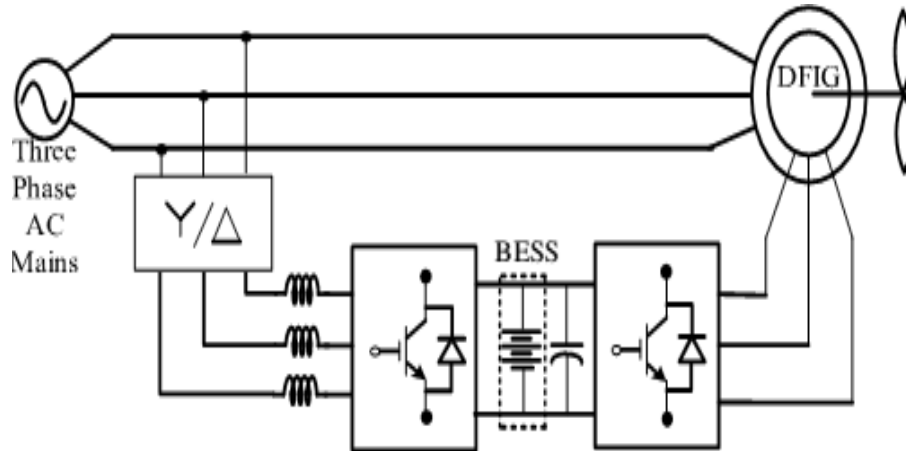 DFIG
Three
Phase
AC
Mains
Y/Δ
BESS